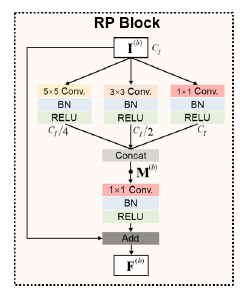 RP Block
I^(b) C_I
5×5 Conv. 3×3 Conv. 1×1 Conv.
BN BN BN
RELU RELU RELU
C_I/4 C_I/2 C_I
Concat
M^(b)
1×1 Conv.
BN
RELU
Add
F^(b)